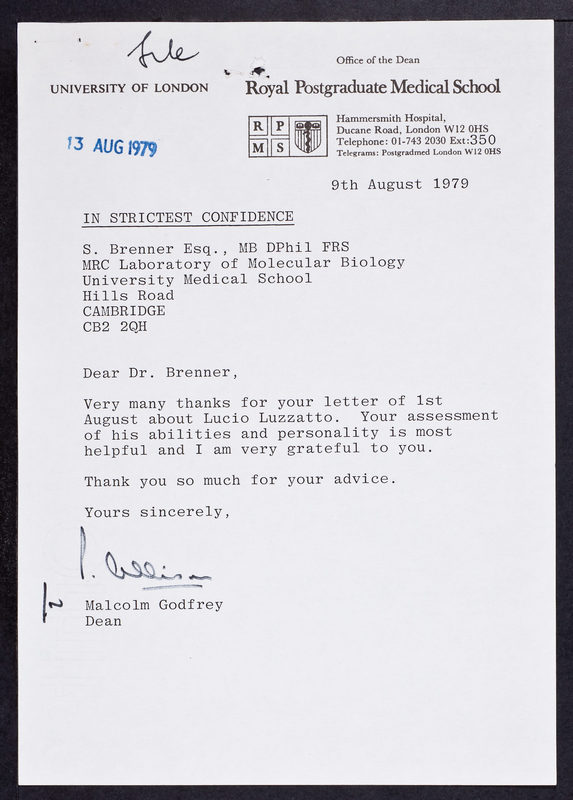 file
Office of the Dean
UNIVERSITY OF LONDON
Royal Postgraduate Medical School
R P
M S
Hammersmith Hospital,
Ducane Road, London W12 0HS
Telephone: 01-743 2030 Ext:350
Telegrams: Postgradmed London W12 0HS
13 AUG 1979
9th August 1979
IN STRICTEST CONFIDENCE
S. Brenner Esq., MB DPhil FRS
MRC Laboratory of Molecular Biology
University Medical School
Hills Road
CAMBRIDGE
CB2 2QH
Dear Dr. Brenner,
Very many thanks for your letter of 1st
August about Lucio Luzzatto. Your assessment
of his abilities and personality is most
helpful and I am very grateful to you.
Thank you so much for your advice.
Yours sincerely,
P. Allison
Malcolm Godfrey
Dean